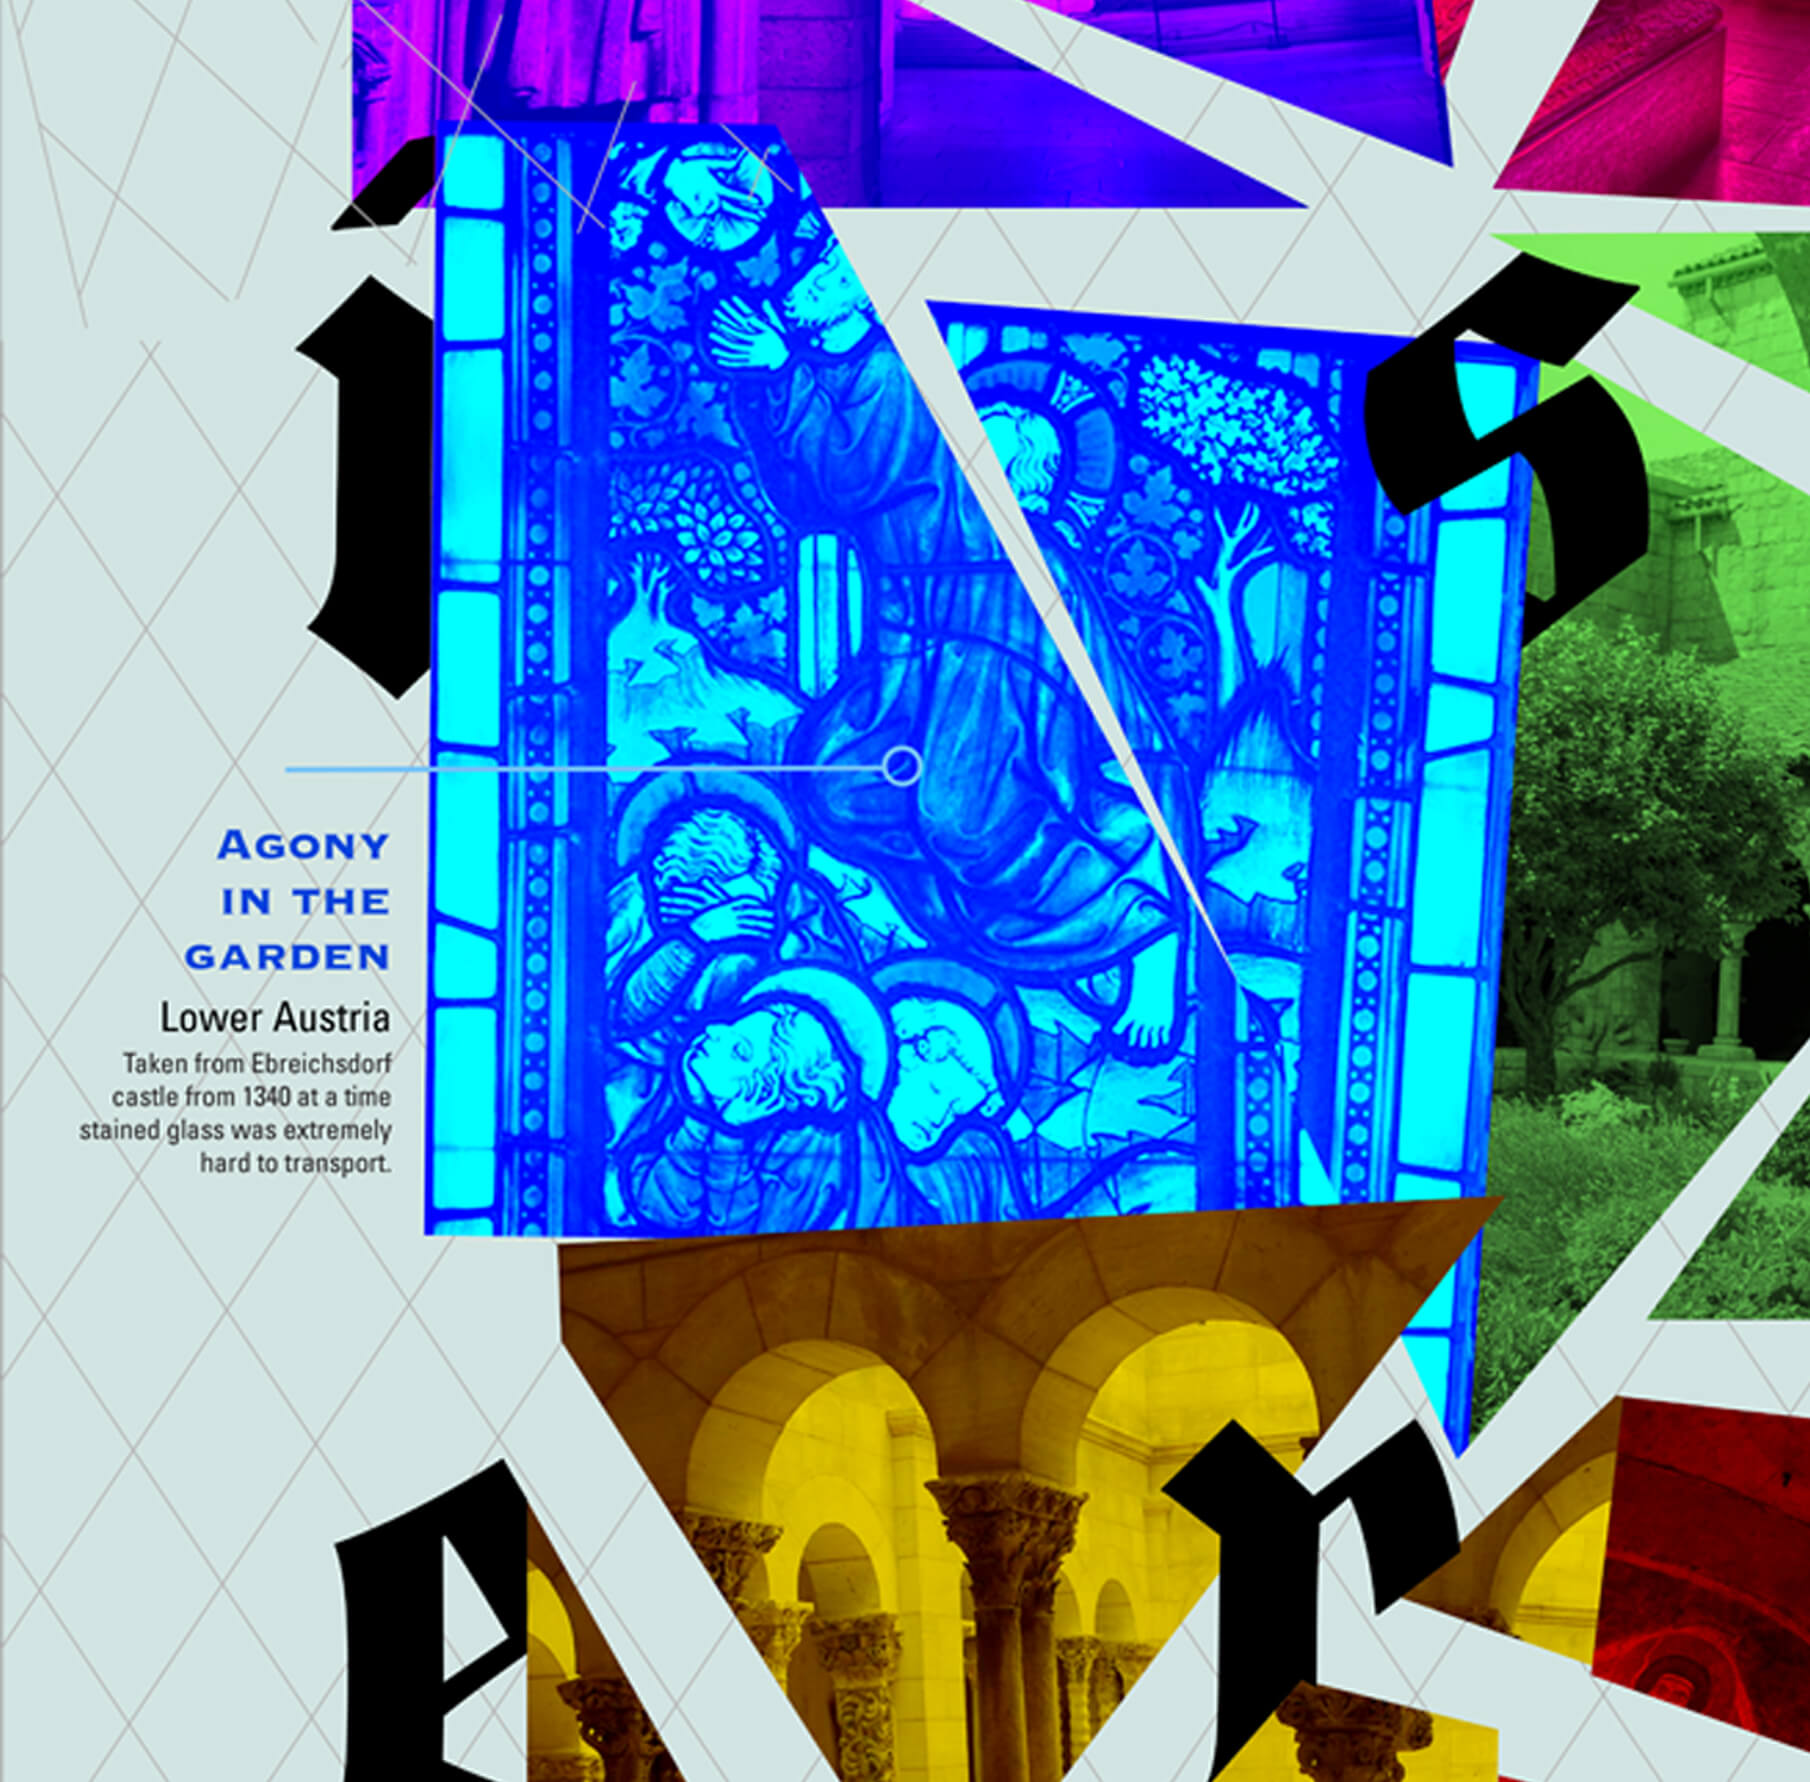 i
s
AGONY
IN THE
GARDEN
Lower Austria
Taken from Ebreichsdorf
castle from 1340 at a time
stained glass was extremely
hard to transport.
e
r